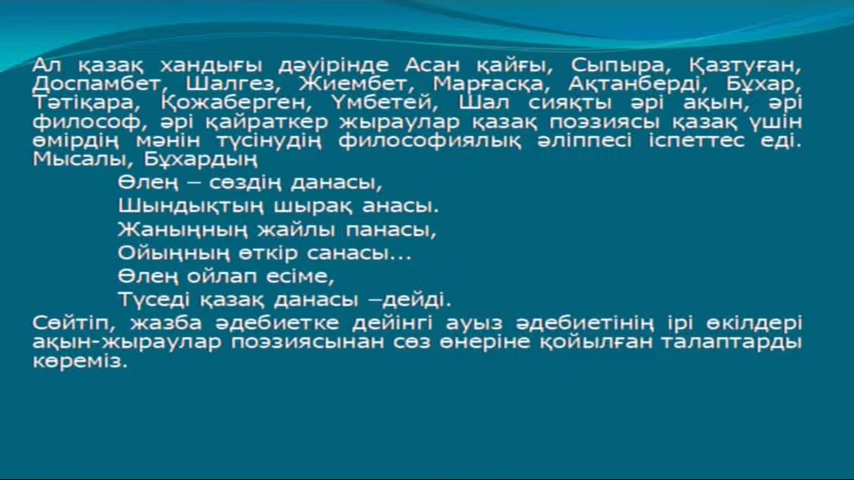 Ал қазақ хандығы дәуірінде Асан қайғы, Сыпыра, Қазтуған,
Доспамбет, Шалгез, Жиембет, Марғасқа, Ақтанберді, Бұхар,
Тәтіқара, Қожаберген, Үмбетей, Шал сияқты әрі ақын, әрі
философ, әрі қайраткер жыраулар қазақ поэзиясы қазақ үшін
өмірдің мәнін түсінудің философиялық әліппесі іспеттес еді.
Мысалы, Бұхардың
Өлең – сөздің данасы,
Шындықтың шырақ анасы.
Жаныңның жайлы панасы,
Ойыңның өткір санасы...
Өлең ойлап есіме,
Түседі қазақ данасы –дейді.
Сөйтіп, жазба әдебиетке дейінгі ауыз әдебиетінің ірі өкілдері
ақын-жыраулар поэзиясынан сөз өнеріне қойылған талаптарды
көреміз.